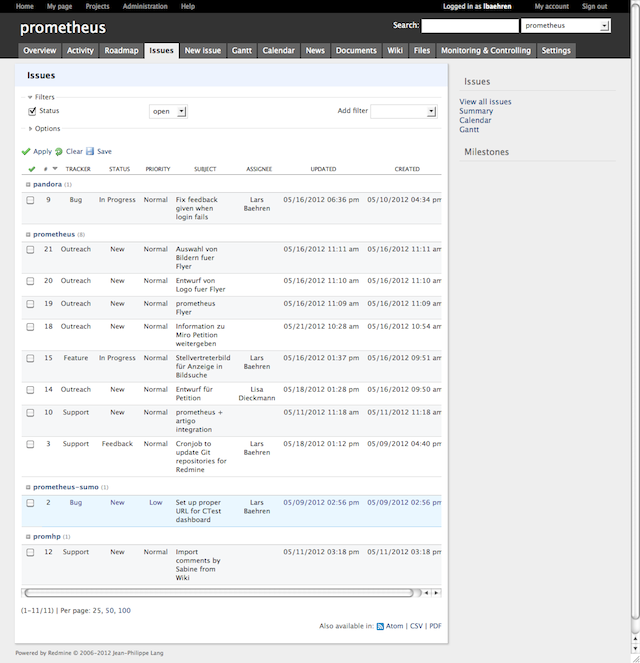 Home My page Projects Administration Help Logged in as lbaehren My account Sign out
prometheus Search: prometheus
Overview Activity Roadmap Issues New issue Gantt Calendar News Documents Wiki Files Monitoring & Controlling Settings
Issues
Filters
Status open Add filter
Options
Apply Clear Save
# TRACKER STATUS PRIORITY SUBJECT ASSIGNEE UPDATED CREATED
pandora (1)
9 Bug In Progress Normal Fix feedback Lars 05/16/2012 06:36 pm 05/10/2012 04:34 pm
given when Baehren
login fails
prometheus (8)
21 Outreach New Normal Auswahl von 05/16/2012 11:11 am 05/16/2012 11:11 am
Bildern fuer
Flyer
20 Outreach New Normal Entwurf von 05/16/2012 11:10 am 05/16/2012 11:10 am
Logo fuer Flyer
19 Outreach New Normal prometheus 05/16/2012 11:09 am 05/16/2012 11:09 am
Flyer
18 Outreach New Normal Information zu 05/21/2012 10:28 am 05/16/2012 10:54 am
Miro Petition
weitergeben
15 Feature In Progress Normal Stellvertreterbild Lars 05/16/2012 01:37 pm 05/16/2012 09:51 am
für Anzeige in Baehren
Bildsuche
14 Outreach New Normal Entwurf für Lisa 05/18/2012 01:28 pm 05/16/2012 09:50 am
Petition Dieckmann
10 Support New Normal prometheus + 05/11/2012 11:18 am 05/11/2012 11:18 am
artigo
integration
3 Support Feedback Normal Cronjob to Lars 05/18/2012 01:12 pm 05/09/2012 04:40 pm
update Git Baehren
repositories for
Redmine
prometheus-sumo (1)
2 Bug New Low Set up proper Lars 05/09/2012 02:56 pm 05/09/2012 02:56 pm
URL for CTest Baehren
dashboard
promhp (1)
12 Support New Normal Import 05/11/2012 03:18 pm 05/11/2012 03:18 pm
comments by
Sabine from
Wiki
(1-11/11) | Per page: 25, 50, 100
Also available in: Atom | CSV | PDF
Issues
View all issues
Summary
Calendar
Gantt
Milestones
Powered by Redmine © 2006-2012 Jean-Philippe Lang